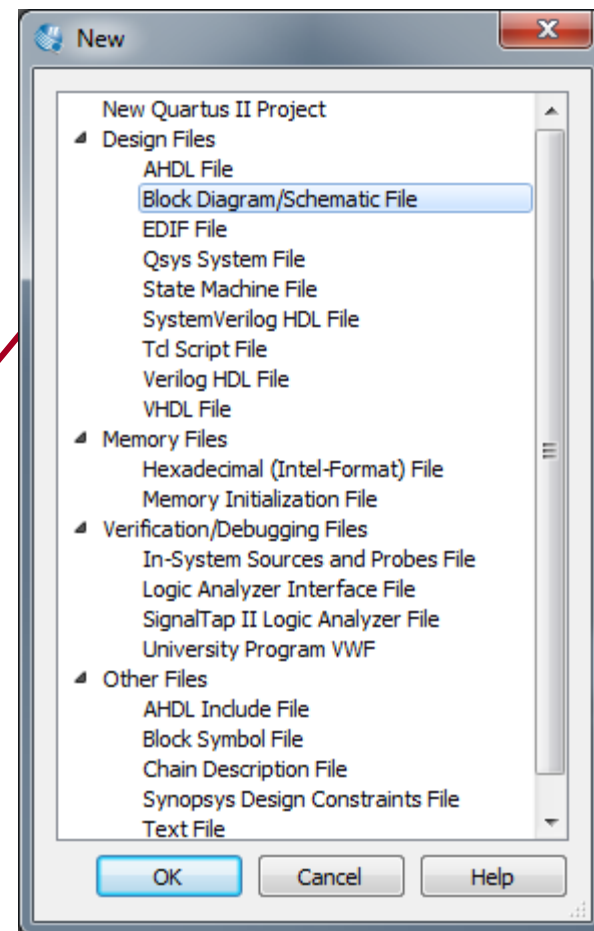 New
New Quartus II Project
Design Files
AHDL File
Block Diagram/Schematic File
EDIF File
Qsys System File
State Machine File
SystemVerilog HDL File
Tcl Script File
Verilog HDL File
VHDL File
Memory Files
Hexadecimal (Intel-Format) File
Memory Initialization File
Verification/Debugging Files
In-System Sources and Probes File
Logic Analyzer Interface File
SignalTap II Logic Analyzer File
University Program VWF
Other Files
AHDL Include File
Block Symbol File
Chain Description File
Synopsys Design Constraints File
Text File
OK Cancel Help